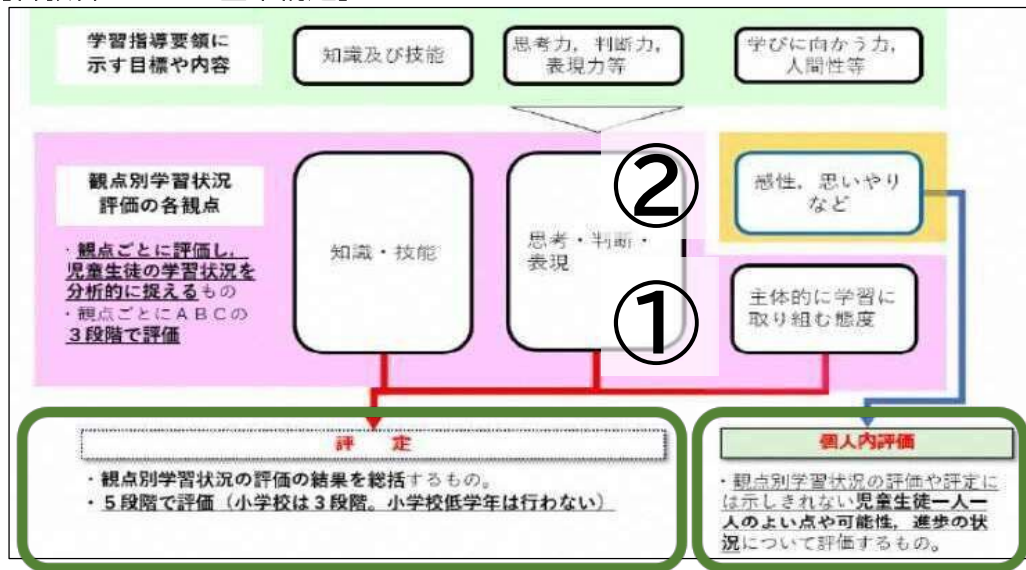 学習指導要領に
示す目標や内容
知識及び技能
思考力，判断力，
表現力等
学びに向かう力，
人間性等
観点別学習状況
評価の各観点
・観点ごとに評価し，
児童生徒の学習状況を
分析的に捉えるもの
・観点ごとにＡＢＣの
３段階で評価
知識・技能
思考・判断・
表現
②
感性，思いやり
など
①
主体的に学習に
取り組む態度
評　定
・観点別学習状況の評価の結果を総括するもの。
・５段階で評価（小学校は３段階。小学校低学年は行わない）
個人内評価
・観点別学習状況の評価や評定に
は示しきれない児童生徒一人一
人のよい点や可能性，進歩の状
況について評価するもの。